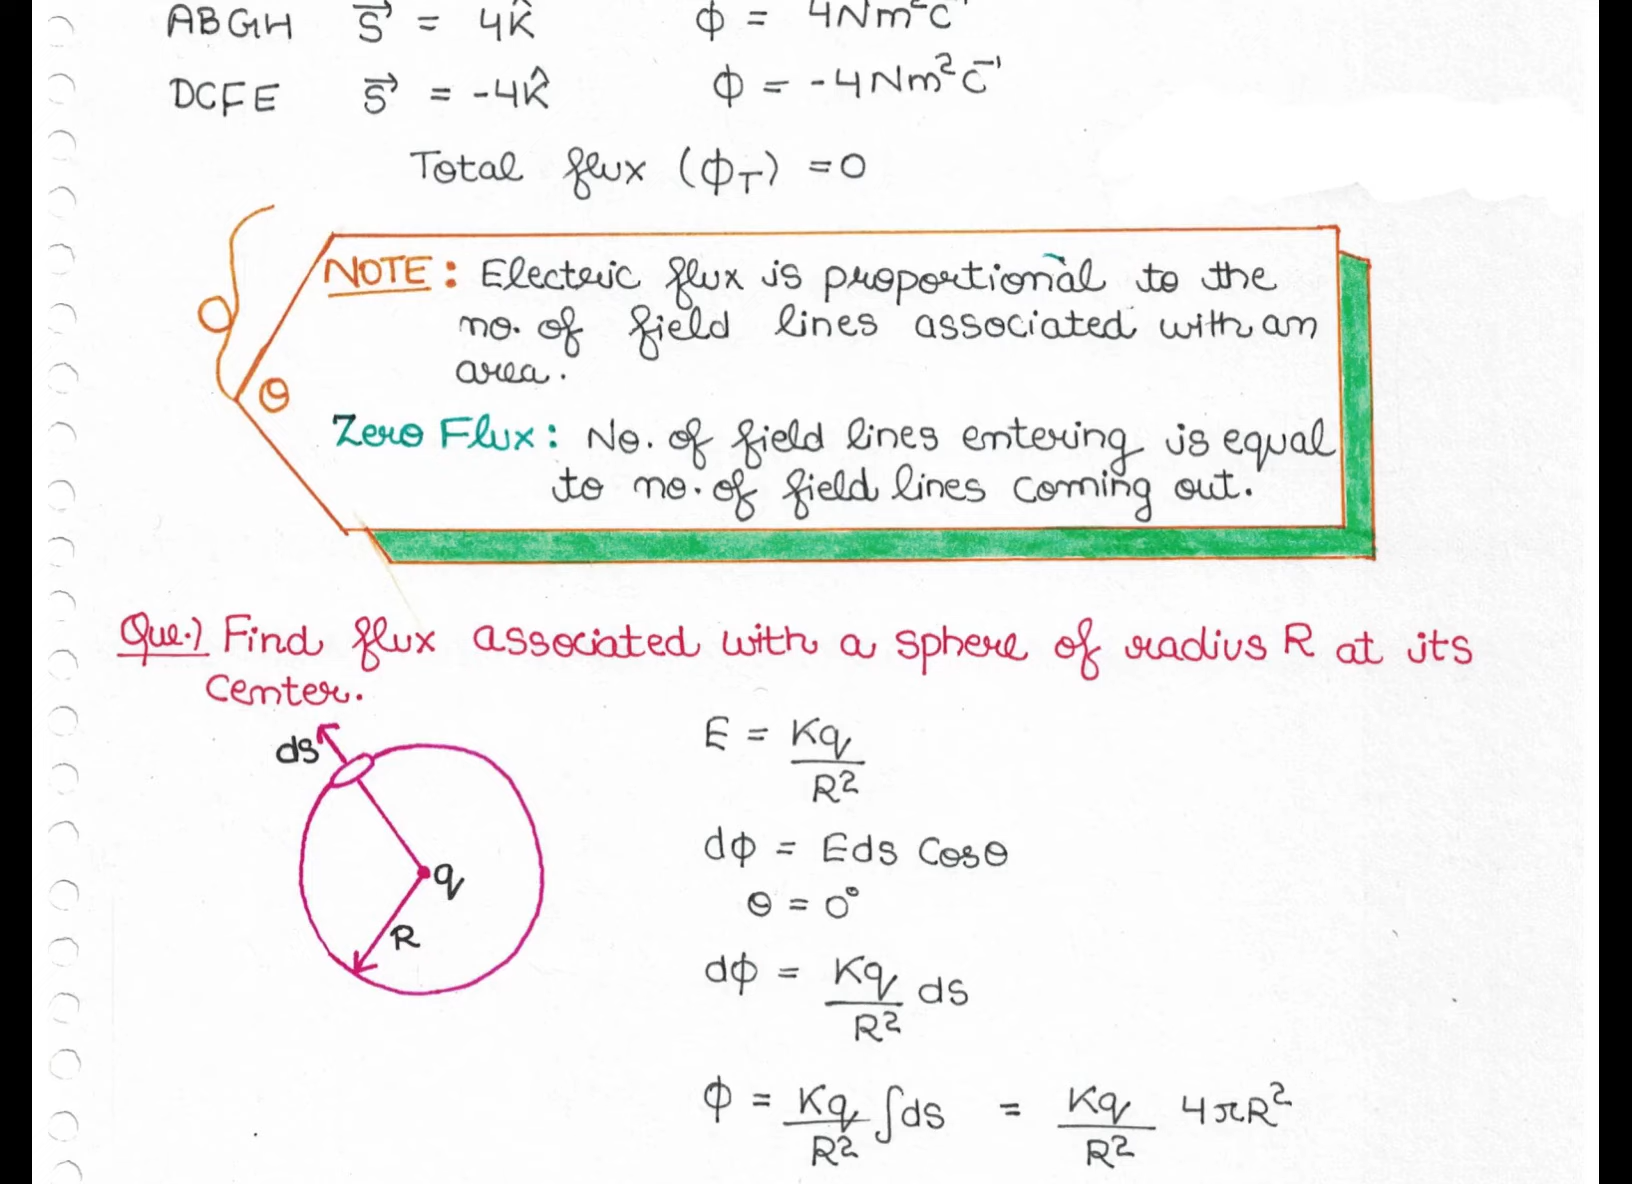 ABGH S⃗ = 4k̂ ϕ = 4Nm²C⁻¹
DCFE S⃗ = -4k̂ ϕ = -4Nm²C⁻¹
Total flux (ϕ_T) = 0
NOTE: Electric flux is proportional to the
no. of field lines associated with an
area.
Zero Flux: No. of field lines entering is equal
to no. of field lines coming out.
Que.) Find flux associated with a sphere of radius R at its
center.
ds
q
R
E = Kq/R²
dϕ = Eds Cosθ
θ = 0°
dϕ = Kq/R² ds
ϕ = Kq/R² ∫ds = Kq/R² 4πR²